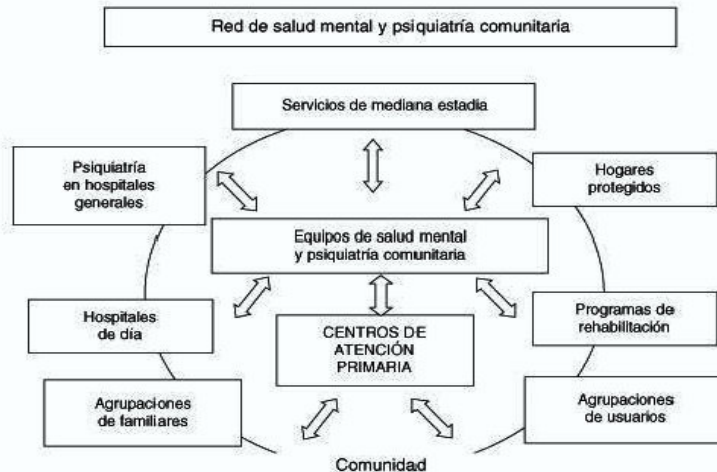 Red de salud mental y psiquiatría comunitaria
Servicios de mediana estadía
Psiquiatría
en hospitales
generales
Hogares
protegidos
Equipos de salud mental
y psiquiatría comunitaria
Hospitales
de día
CENTROS DE
ATENCIÓN
PRIMARIA
Programas de
rehabilitación
Agrupaciones
de familiares
Agrupaciones
de usuarios
Comunidad